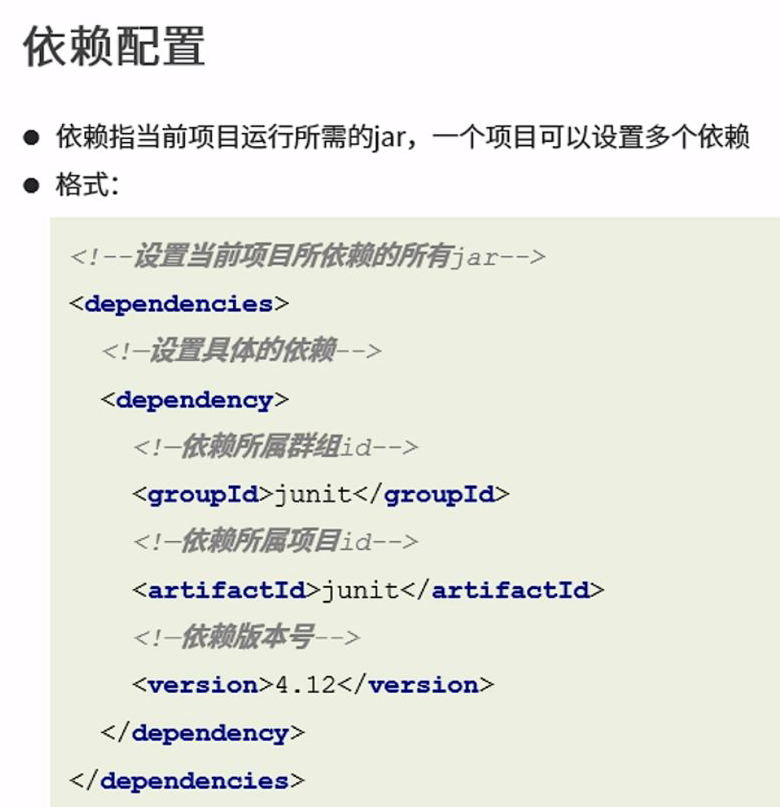 依赖配置
● 依赖指当前项目运行所需的jar，一个项目可以设置多个依赖
● 格式：
<!--设置当前项目所依赖的所有jar-->
<dependencies>
<!—设置具体的依赖-->
<dependency>
<!—依赖所属群组id-->
<groupId>junit</groupId>
<!—依赖所属项目id-->
<artifactId>junit</artifactId>
<!—依赖版本号-->
<version>4.12</version>
</dependency>
</dependencies>